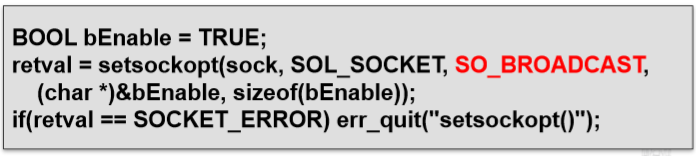 BOOL bEnable = TRUE;
retval = setsockopt(sock, SOL_SOCKET, SO_BROADCAST,
(char *)&bEnable, sizeof(bEnable));
if(retval == SOCKET_ERROR) err_quit("setsockopt()");